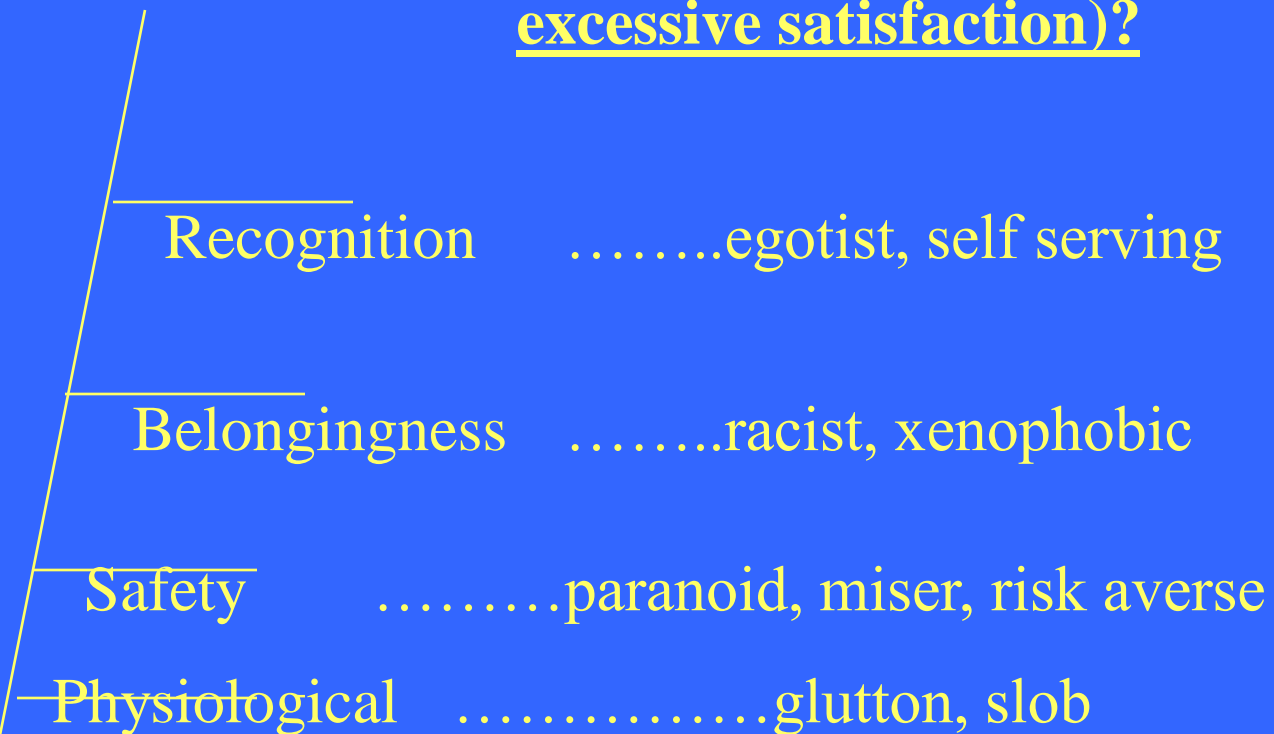 excessive satisfaction)?
Recognition ……..egotist, self serving
Belongingness ……..racist, xenophobic
Safety ………paranoid, miser, risk averse
Physiological ……………glutton, slob